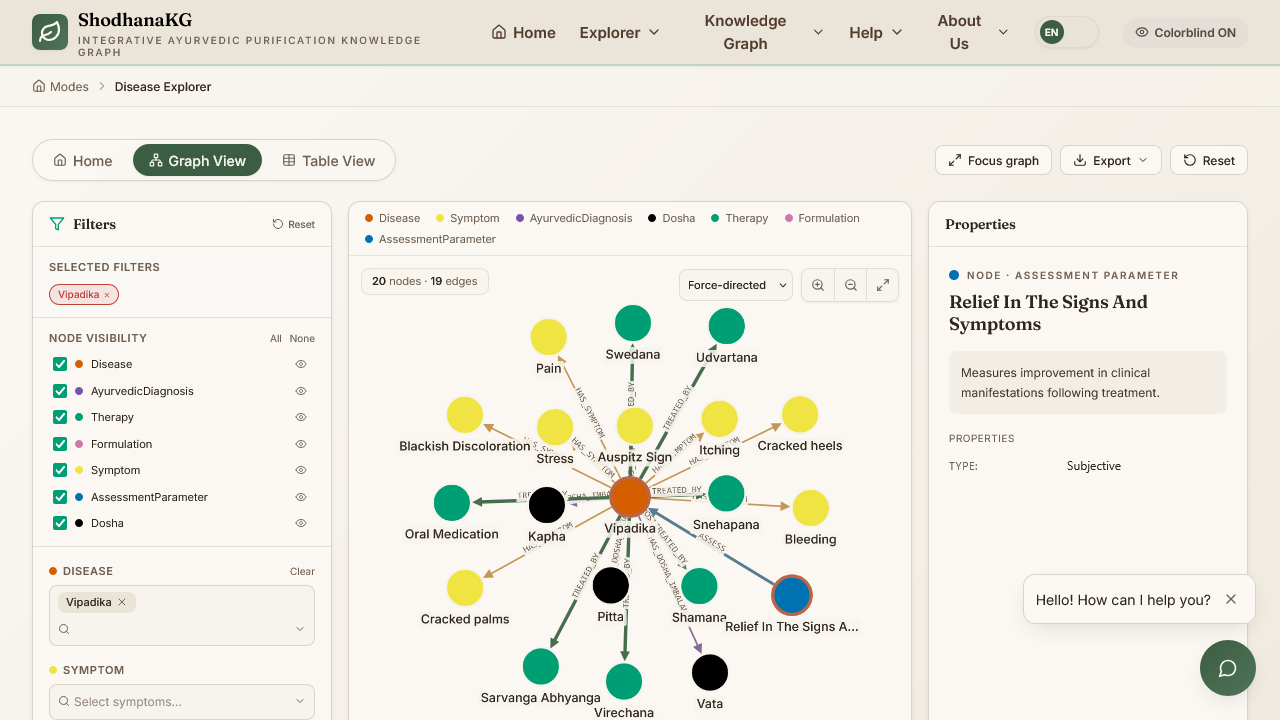 ShodhanaKG
INTEGRATIVE AYURVEDIC PURIFICATION KNOWLEDGE
GRAPH
Home
Explorer
Knowledge
Graph
Help
About
Us
EN
Colorblind ON
Modes
Disease Explorer
Home
Graph View
Table View
Focus graph
Export
Reset
Filters
Reset
SELECTED FILTERS
Vipadika ×
NODE VISIBILITY
All None
Disease
AyurvedicDiagnosis
Therapy
Formulation
Symptom
AssessmentParameter
Dosha
DISEASE
Clear
Vipadika ×
SYMPTOM
Select symptoms...
Disease
Symptom
AyurvedicDiagnosis
Dosha
Therapy
Formulation
AssessmentParameter
20 nodes · 19 edges
Force-directed
Pain
Swedana
Udvartana
HAS_SYMPTOM
TREATED_BY
Blackish Discoloration
Stress
Auspitz Sign
Itching
Cracked heels
TREATED_BY
Oral Medication
Kapha
Vipadika
Snehapana
Bleeding
ASSESS
TREATED_BY
TREATED_BY
Cracked palms
Pitta
Shamana
Relief In The Signs A...
Sarvanga Abhyanga
Virechana
Vata
Properties
NODE · ASSESSMENT PARAMETER
Relief In The Signs And
Symptoms
Measures improvement in clinical
manifestations following treatment.
PROPERTIES
TYPE:
Subjective
Hello! How can I help you?